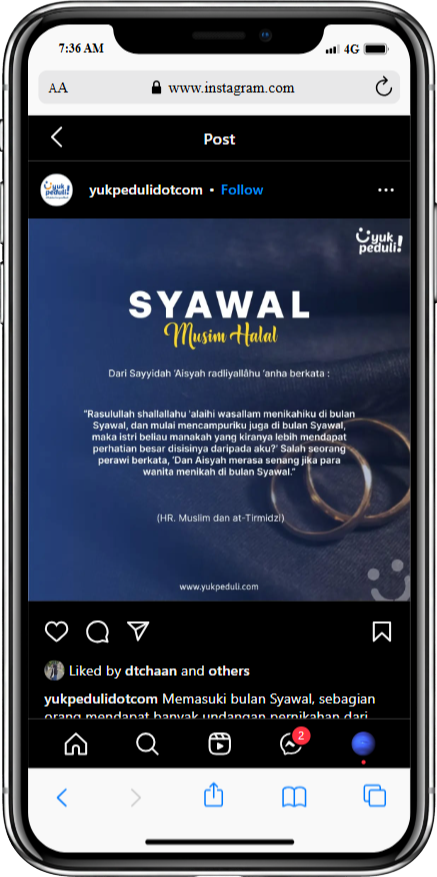 7:36 AM
4G
AA
www.instagram.com
Post
yuk
peduli!
yukpedulidotcom • Follow
yuk
peduli!
SYAWAL
Musim Halal
Dari Sayyidah 'Aisyah radliyallâhu 'anha berkata :
"Rasulullah shallallahu 'alaihi wasallam menikahiku di bulan
Syawal, dan mulai mencampuriku juga di bulan Syawal,
maka istri beliau manakah yang kiranya lebih mendapat
perhatian besar disisinya daripada aku?' Salah seorang
perawi berkata, 'Dan Aisyah merasa senang jika para
wanita menikah di bulan Syawal."
(HR. Muslim dan at-Tirmidzi)
www.yukpeduli.com
Liked by dtchaan and others
yukpedulidotcom Memasuki bulan Syawal, sebagian
orang mendapat banyak undangan pernikahan dari
2